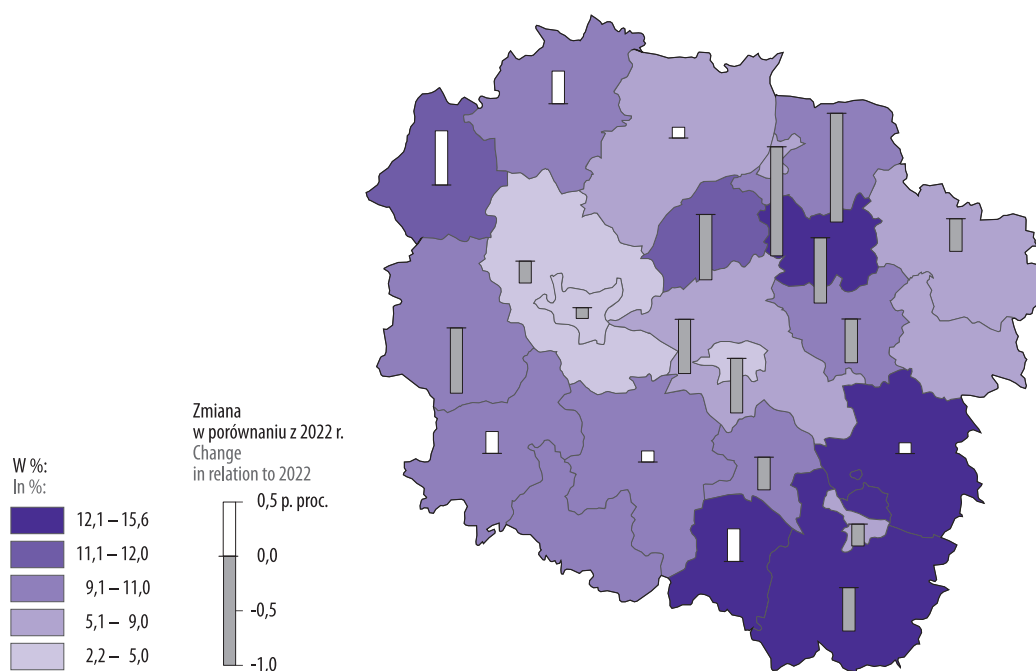 Zmiana
w porównaniu z 2022 r.
Change
in relation to 2022
0,5 p. proc.
0,0
-0,5
-1,0
W %:
In %:
12,1 – 15,6
11,1 – 12,0
9,1 – 11,0
5,1 – 9,0
2,2 – 5,0